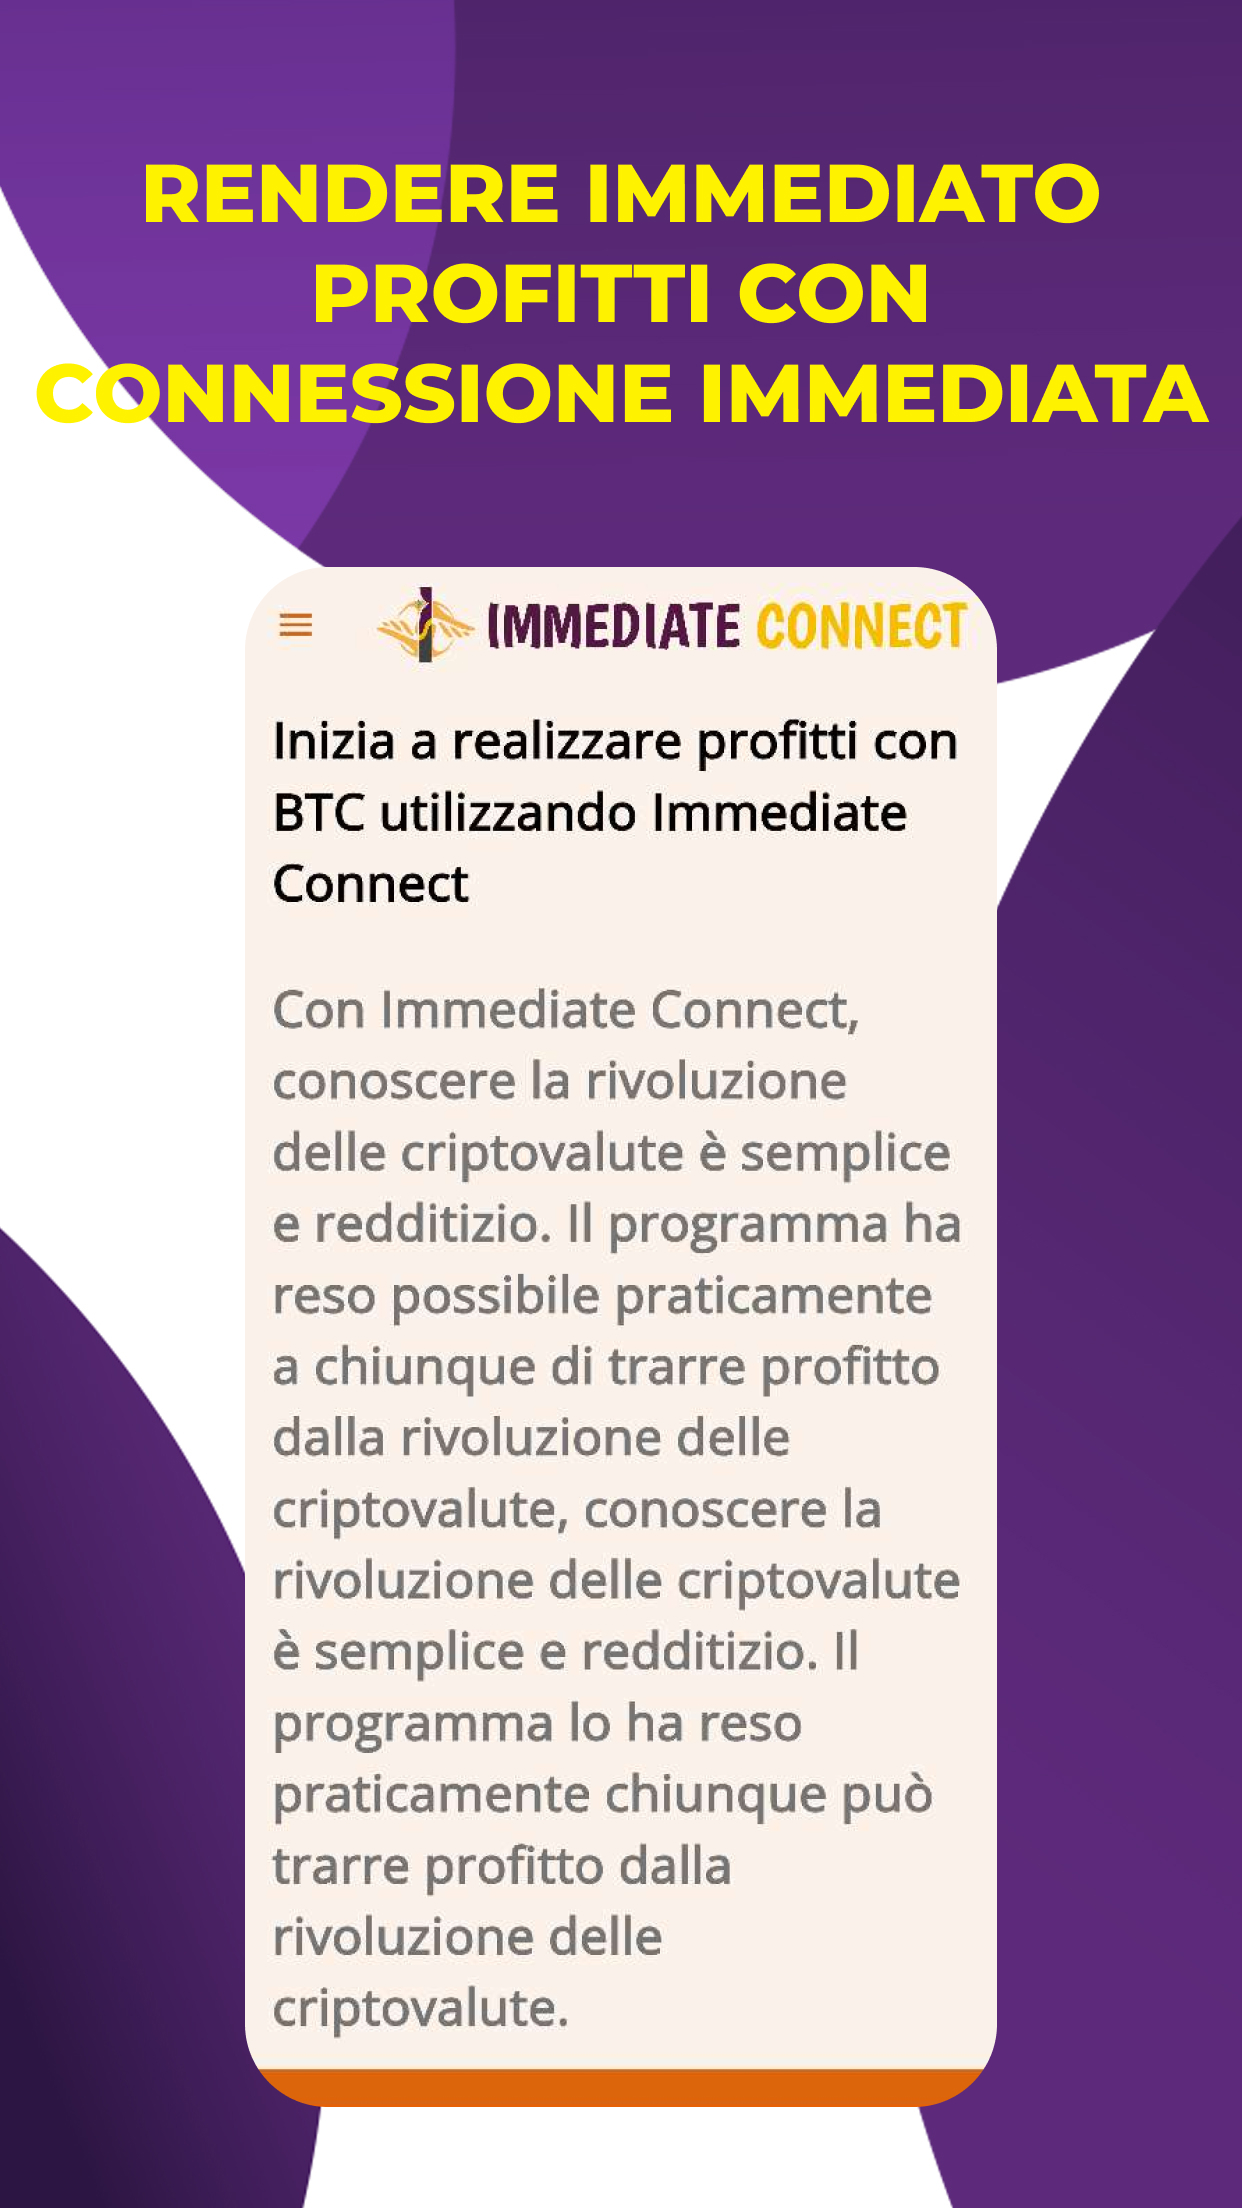 RENDERE IMMEDIATO
PROFITTI CON
CONNESSIONE IMMEDIATA
IMMEDIATE CONNECT
Inizia a realizzare profitti con
BTC utilizzando Immediate
Connect
Con Immediate Connect,
conoscere la rivoluzione
delle criptovalute è semplice
e redditizio. Il programma ha
reso possibile praticamente
a chiunque di trarre profitto
dalla rivoluzione delle
criptovalute, conoscere la
rivoluzione delle criptovalute
è semplice e redditizio. Il
programma lo ha reso
praticamente chiunque può
trarre profitto dalla
rivoluzione delle
criptovalute.